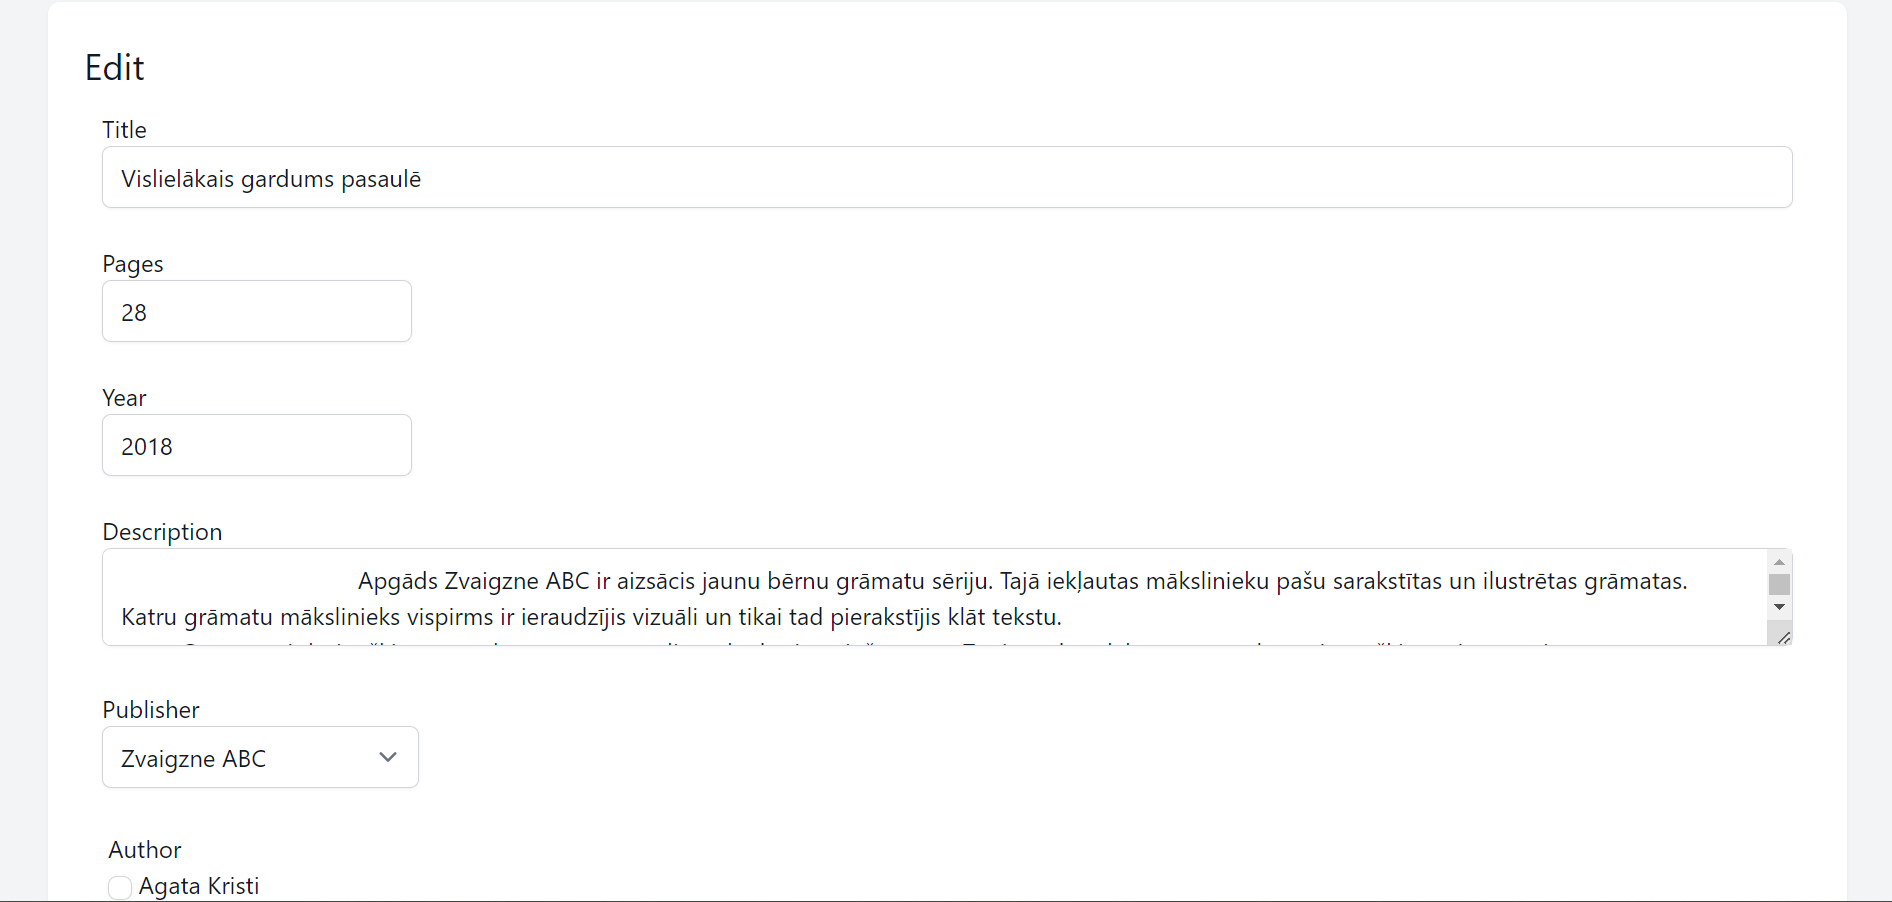 Edit
Title
Vislielākais gardums pasaulē
Pages
28
Year
2018
Description
Apgāds Zvaigzne ABC ir aizsācis jaunu bērnu grāmatu sēriju. Tajā iekļautas mākslinieku pašu sarakstītas un ilustrētas grāmatas.
Katru grāmatu mākslinieks vispirms ir ieraudzījis vizuāli un tikai tad pierakstījis klāt tekstu.
Publisher
Zvaigzne ABC
Author
Agata Kristi